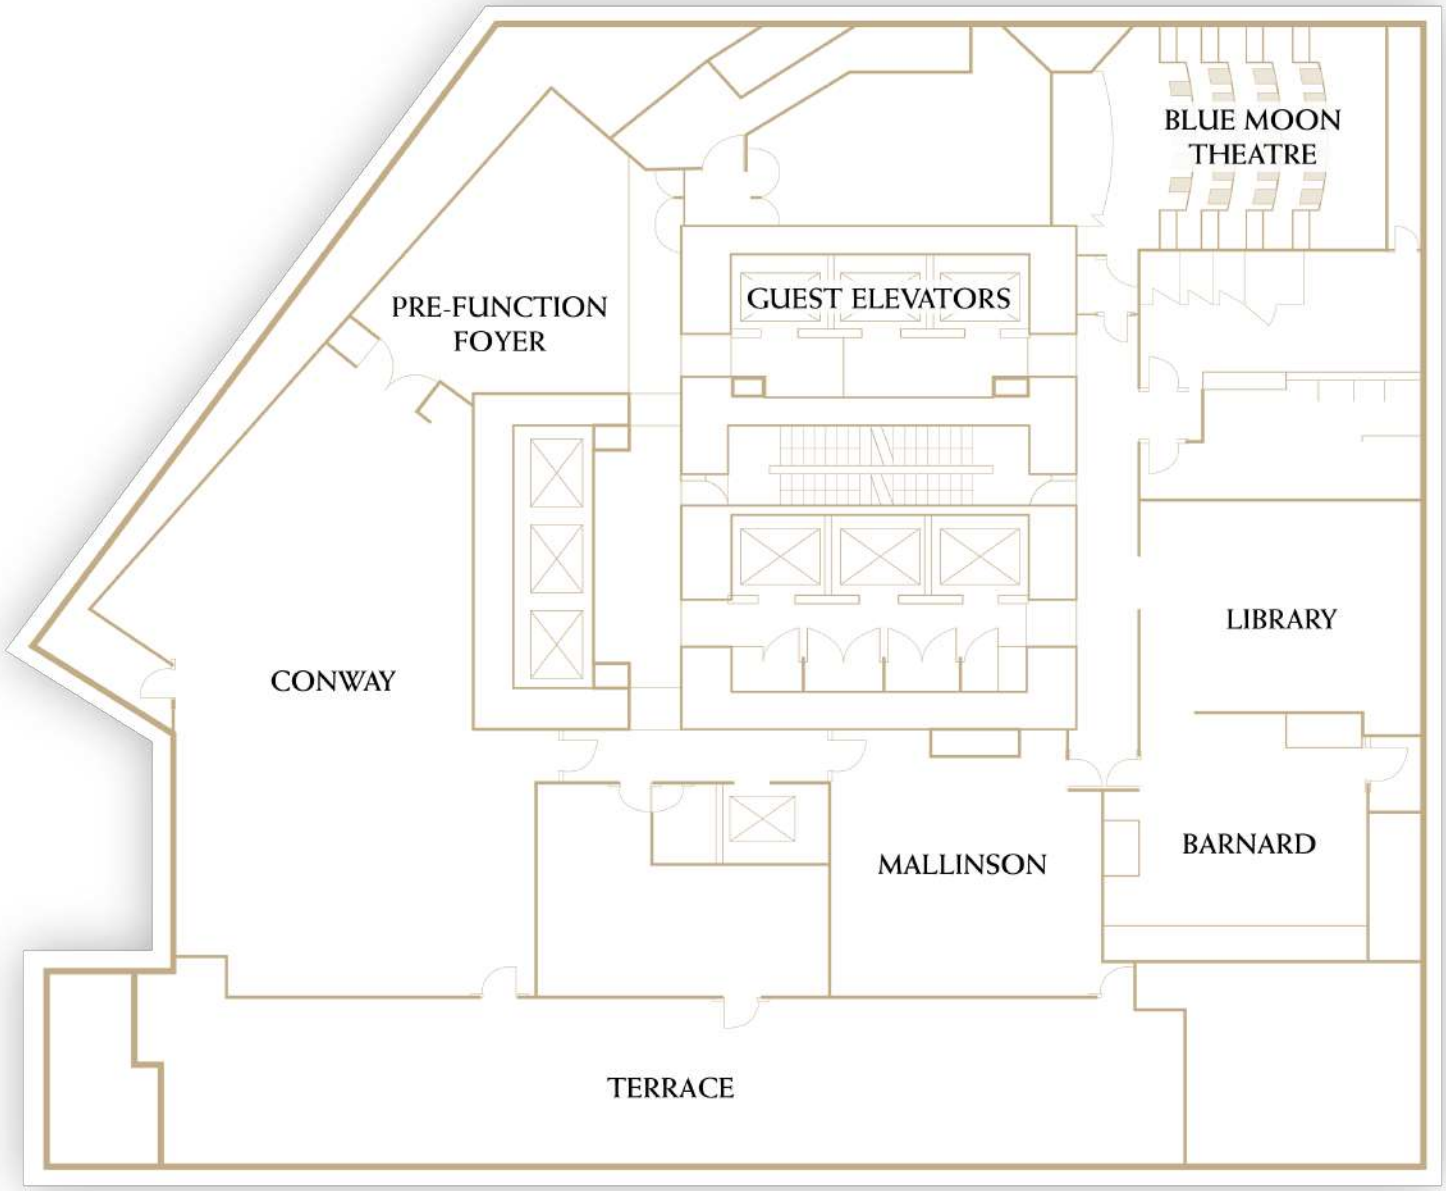 BLUE MOON
THEATRE
GUEST ELEVATORS
PRE-FUNCTION
FOYER
LIBRARY
CONWAY
BARNARD
MALLINSON
TERRACE